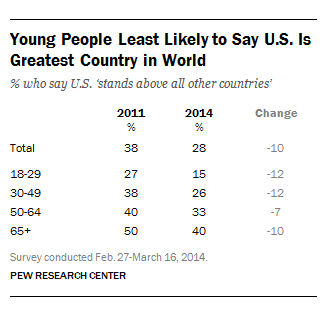 Young People Least Likely to Say U.S. Is
Greatest Country in World
% who say U.S. ‘stands above all other countries’
2011 2014 Change
% %
Total 38 28 -10
18-29 27 15 -12
30-49 38 26 -12
50-64 40 33 -7
65+ 50 40 -10
Survey conducted Feb. 27-March 16, 2014.
PEW RESEARCH CENTER